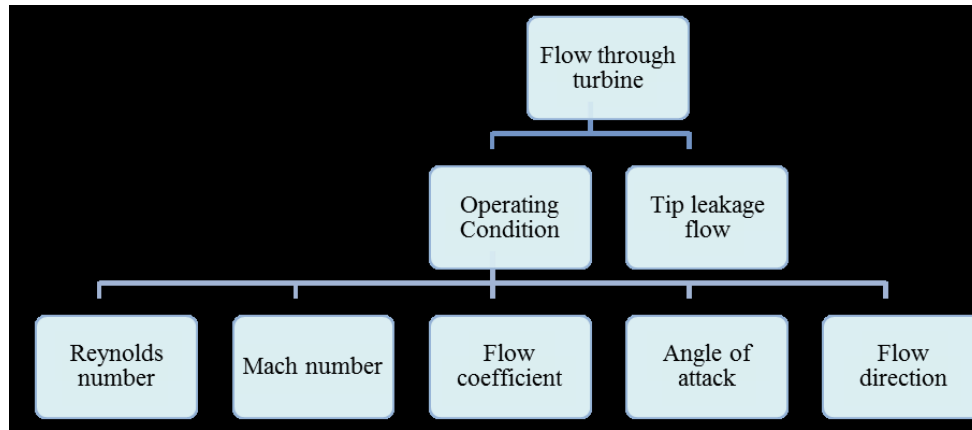 Flow through
turbine
Operating
Condition
Tip leakage
flow
Reynolds
number
Mach number
Flow
coefficient
Angle of
attack
Flow
direction